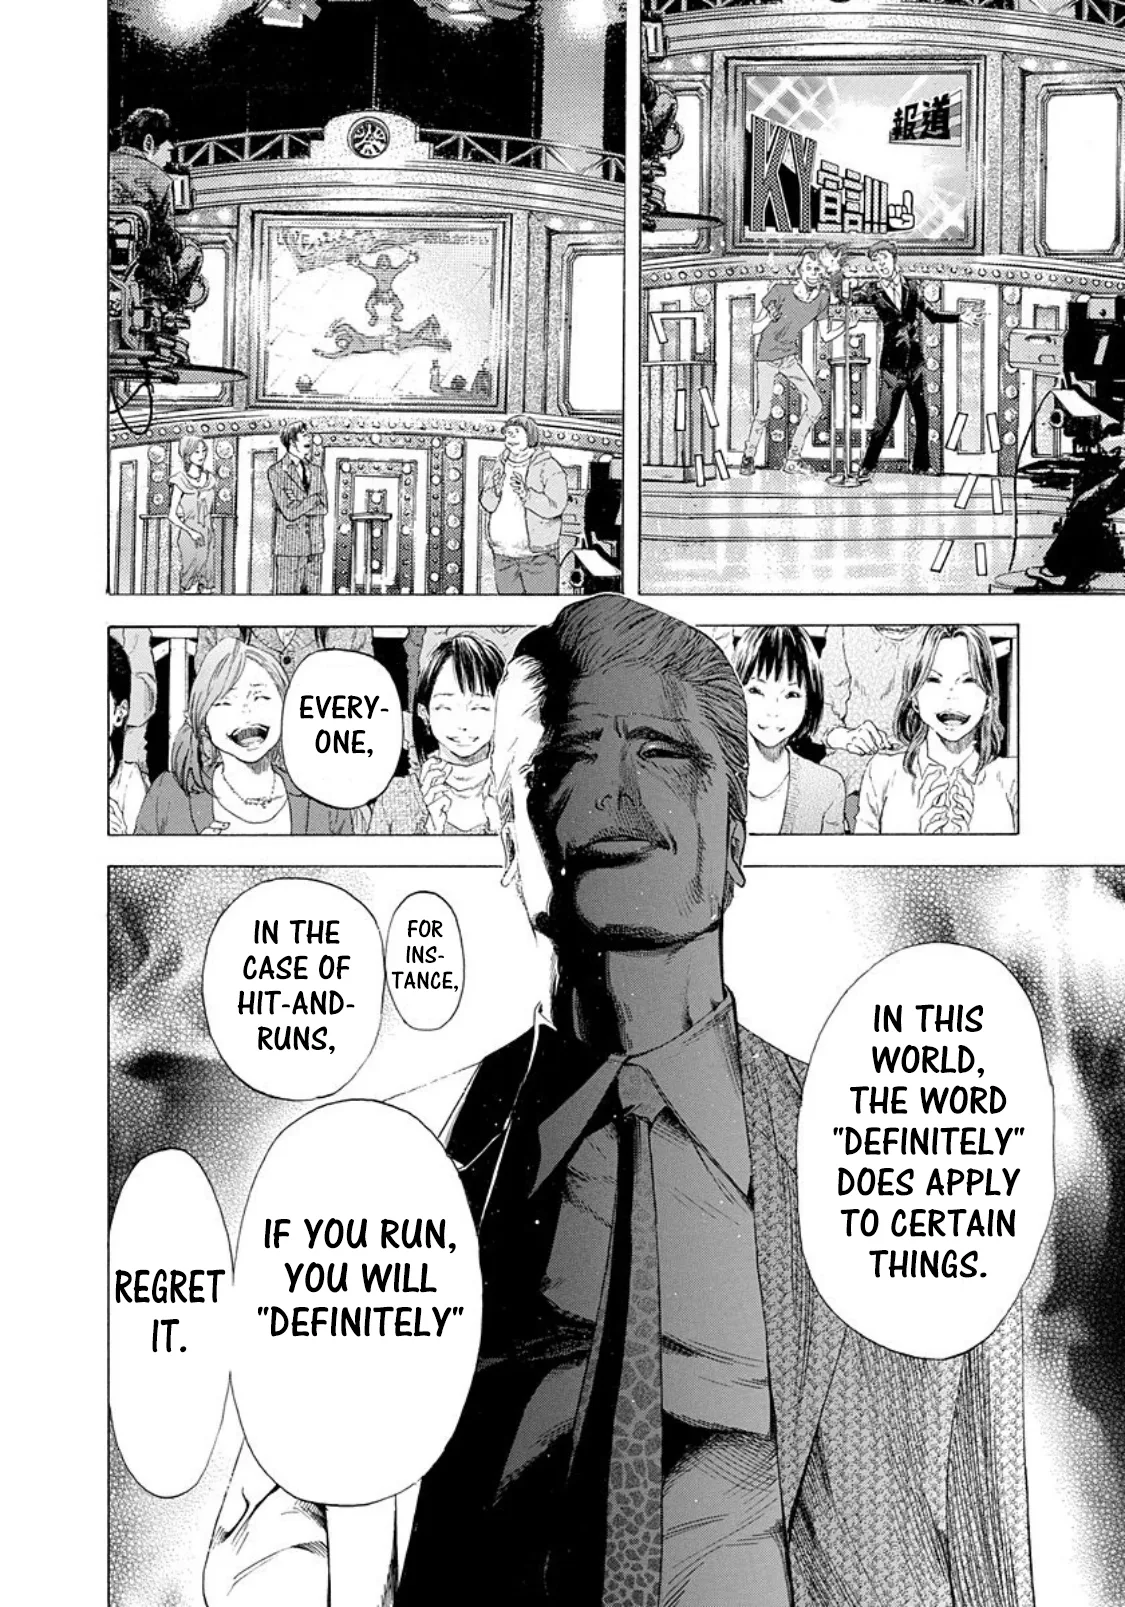 報道
KY
EVERY-
ONE,
IN THIS
WORLD,
THE WORD
"DEFINITELY"
DOES APPLY
TO CERTAIN
THINGS.
FOR
INS-
TANCE,
IN THE
CASE OF
HIT-AND-
RUNS,
IF YOU RUN,
YOU WILL
"DEFINITELY"
REGRET
IT.